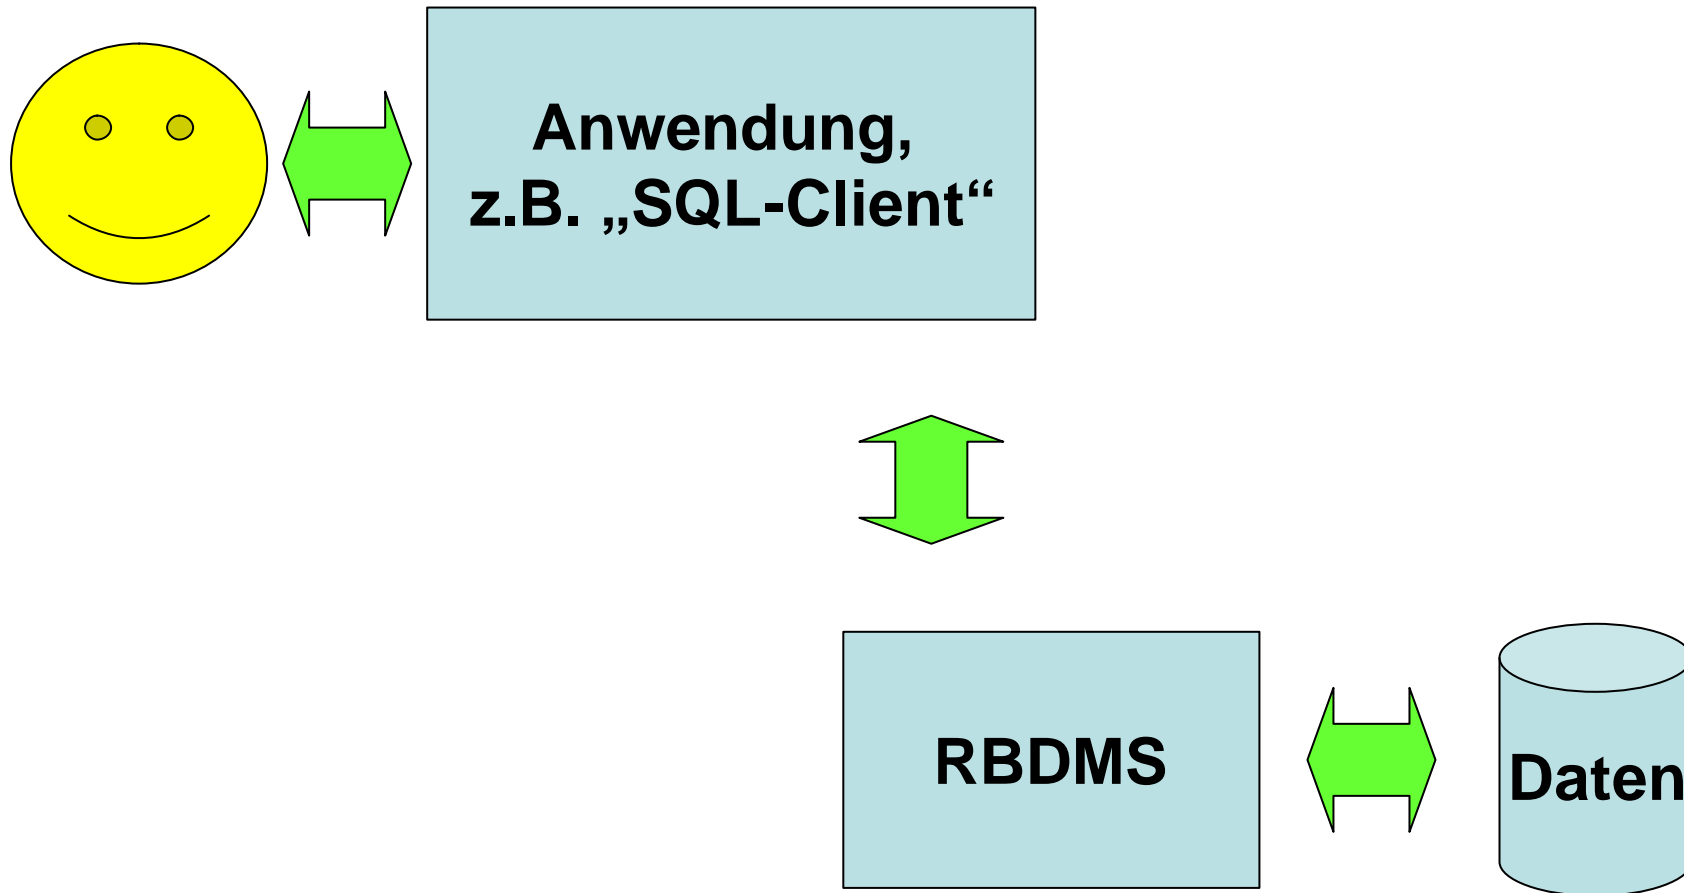 Anwendung,
z.B. „SQL-Client“
RBDMS
Daten